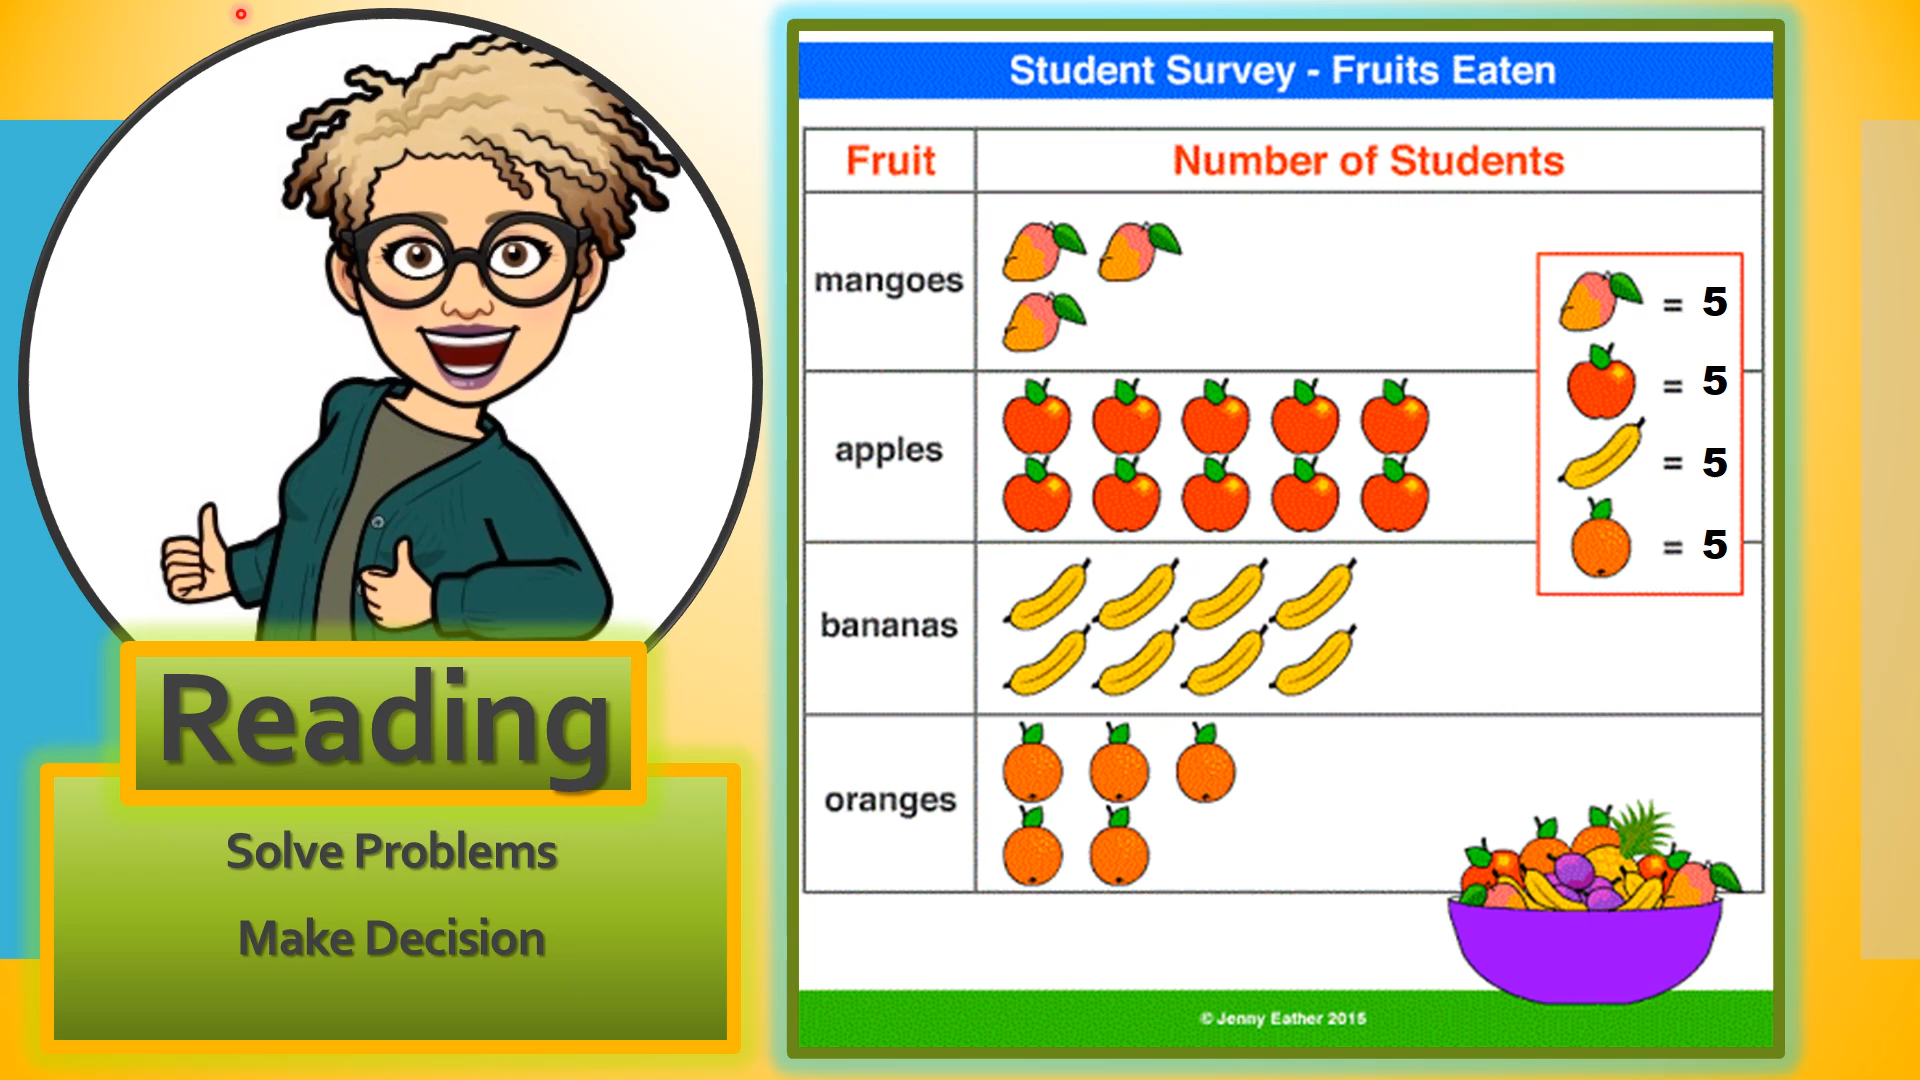 Reading
Solve Problems
Make Decision
Student Survey - Fruits Eaten
Fruit Number of Students
mangoes
apples
bananas
oranges
= 5
= 5
= 5
= 5
© Jenny Eather 2015